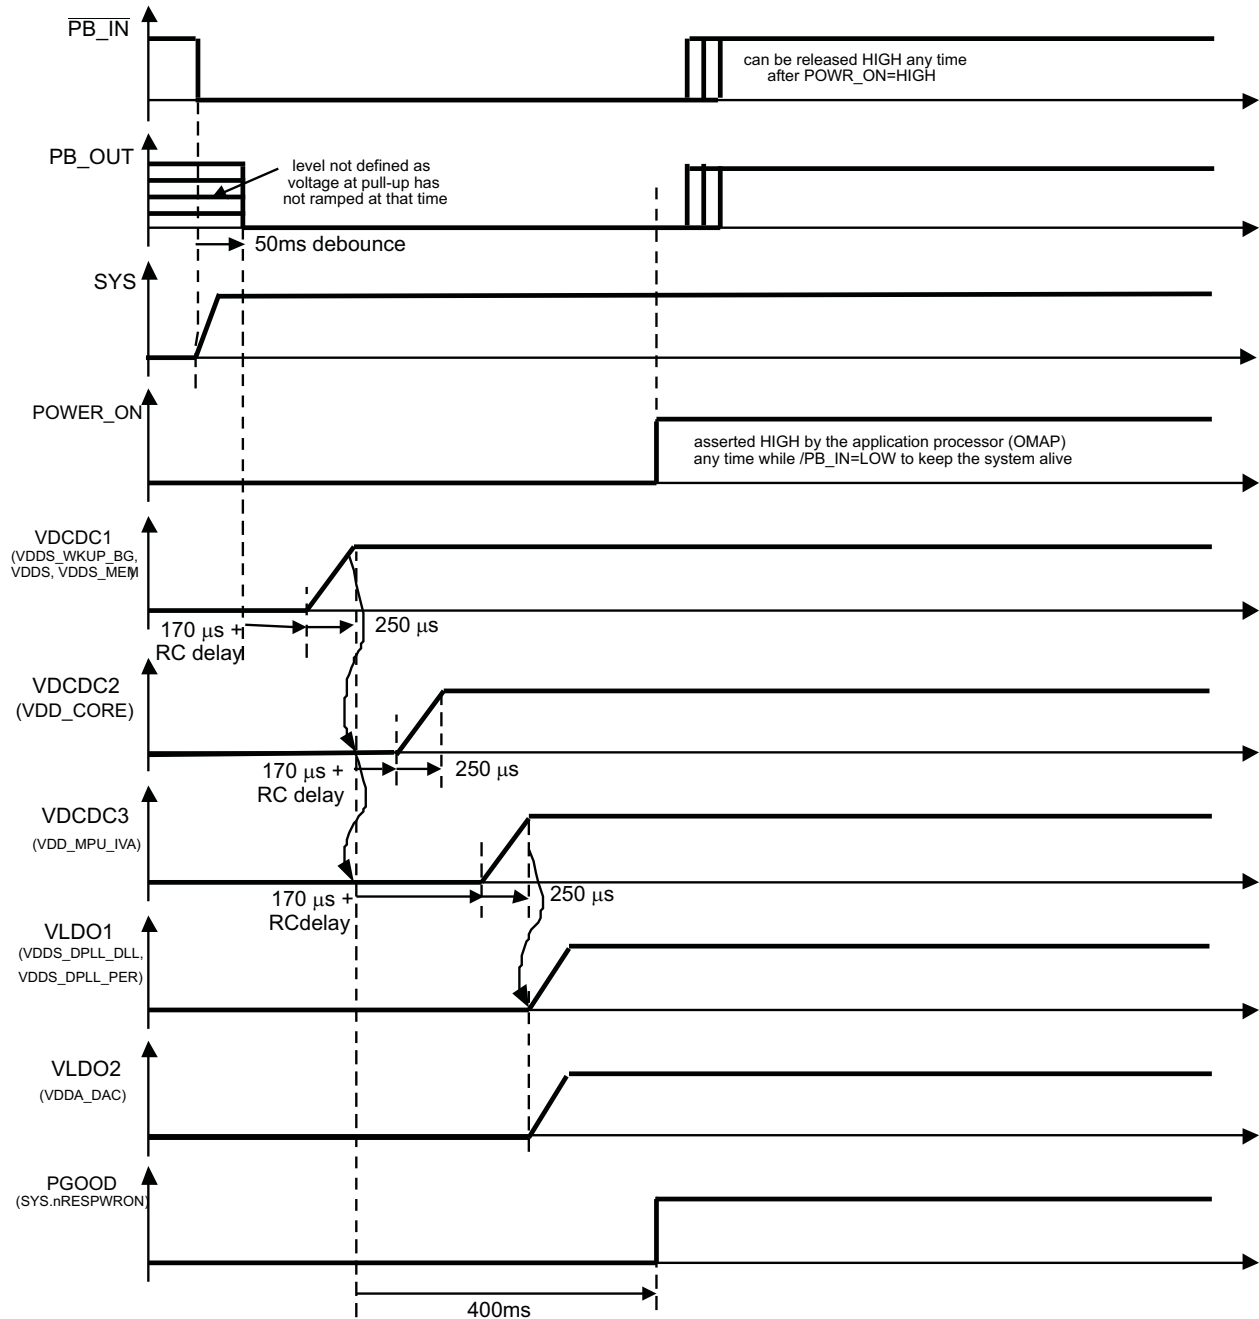 PB_IN
can be released HIGH any time
after POWR_ON=HIGH
PB_OUT
level not defined as
voltage at pull-up has
not ramped at that time
50ms debounce
SYS
POWER_ON
asserted HIGH by the application processor (OMAP)
any time while /PB_IN=LOW to keep the system alive
VDCDC1
(VDDS_WKUP_BG,
VDDS, VDDS_MEM)
170 μs +
RC delay
250 μs
VDCDC2
(VDD_CORE)
170 μs +
RC delay
250 μs
VDCDC3
(VDD_MPU_IVA)
170 μs +
RCdelay
250 μs
VLDO1
(VDDS_DPLL_DLL,
VDDS_DPLL_PER)
VLDO2
(VDDA_DAC)
PGOOD
(SYS.nRESPWRON)
400ms